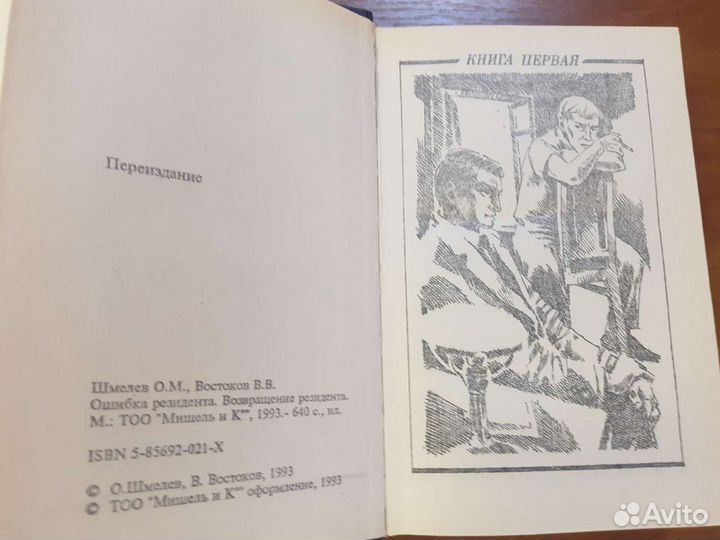 Переиздание
Шмелев О.М., Востоков В.В.
Ошибка резидента. Возвращение резидента.
М.: ТОО "Мишель и К°", 1993.- 640 с., ил.
ISBN 5-85692-021-X
© О.Шмелев, В. Востоков, 1993
© ТОО "Мишель и К°" оформление, 1993
КНИГА ПЕРВАЯ
Avito